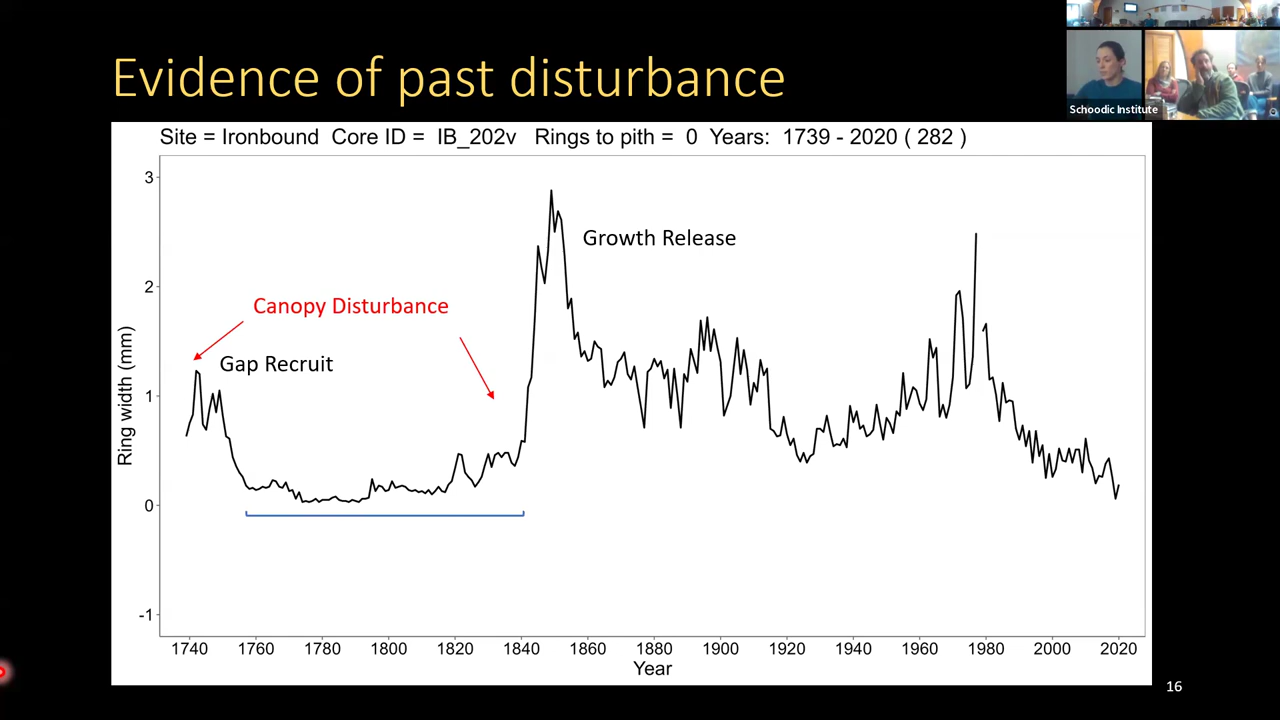 Evidence of past disturbance
Schoodic Institute
Site = Ironbound Core ID = IB_202v Rings to pith = 0 Years: 1739 - 2020 ( 282 )
3
Growth Release
2
Canopy Disturbance
Gap Recruit
Ring width (mm)
1
0
-1
1740 1760 1780 1800 1820 1840 1860 1880 1900 1920 1940 1960 1980 2000 2020
Year
16